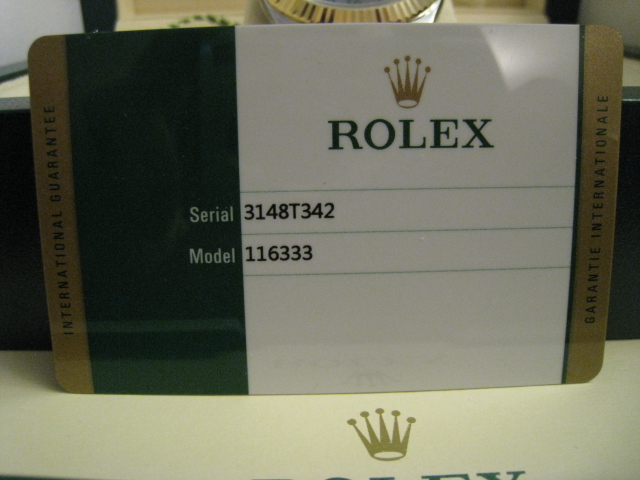 INTERNATIONAL GUARANTEE
ROLEX
Serial 3148T342
Model 116333
GARANTIE INTERNATIONALE
ROLEX